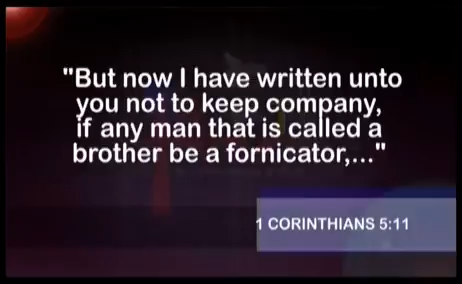 "But now I have written unto
you not to keep company,
if any man that is called a
brother be a fornicator,..."
1 CORINTHIANS 5:11